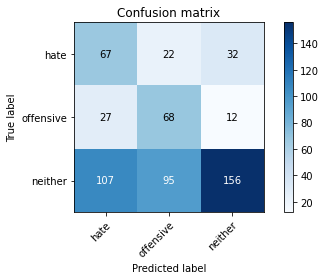 Confusion matrix
hate 67 22 32
offensive 27 68 12
neither 107 95 156
hate offensive neither
True label
Predicted label
140
120
100
80
60
40
20